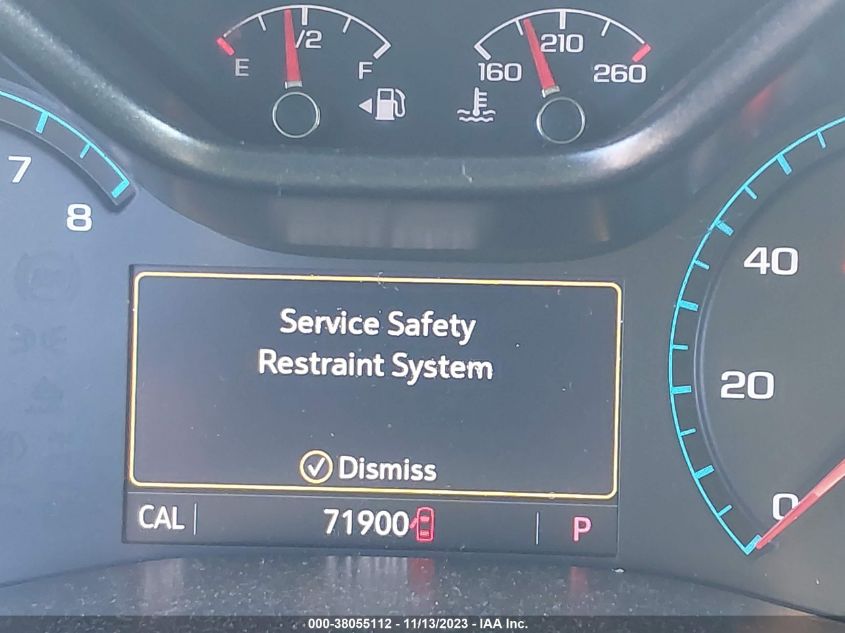 E 1/2 F
160 210 260
7
8
40
20
0
Service Safety
Restraint System
Dismiss
CAL 71900 P
000-38055112 - 11/13/2023 - IAA Inc.